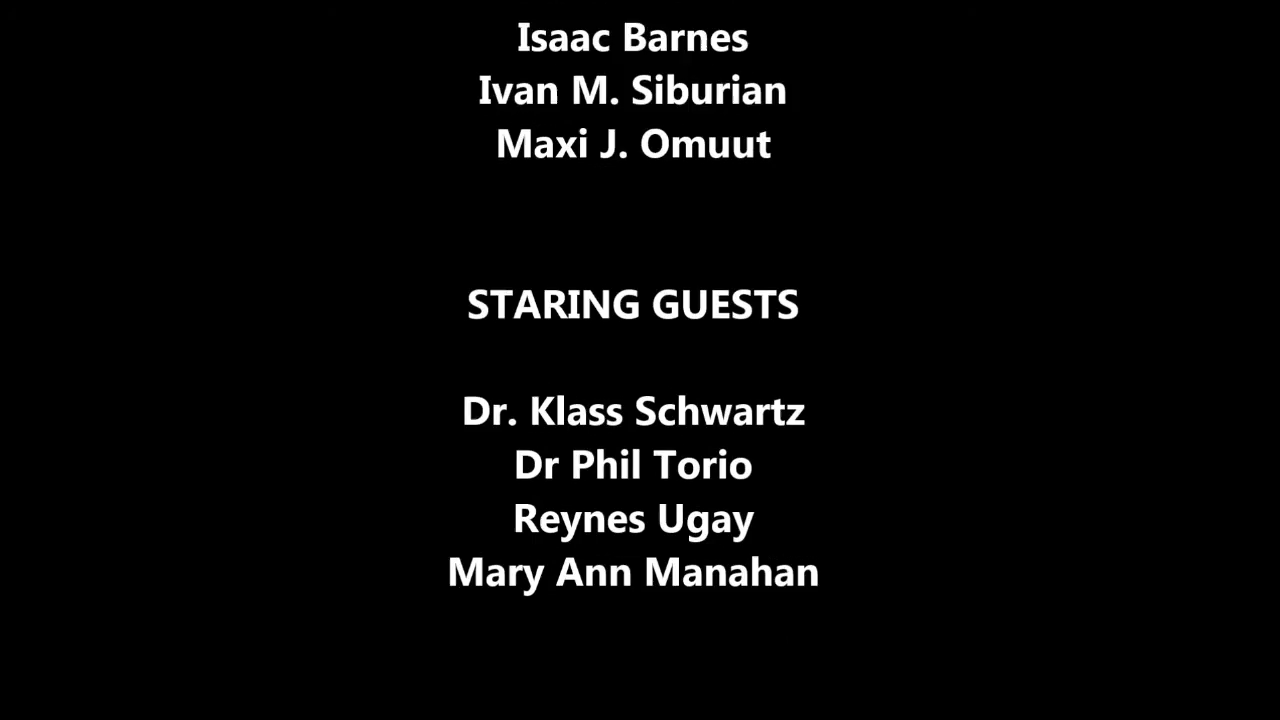 Isaac Barnes
Ivan M. Siburian
Maxi J. Omuut
STARING GUESTS
Dr. Klass Schwartz
Dr Phil Torio
Reynes Ugay
Mary Ann Manahan